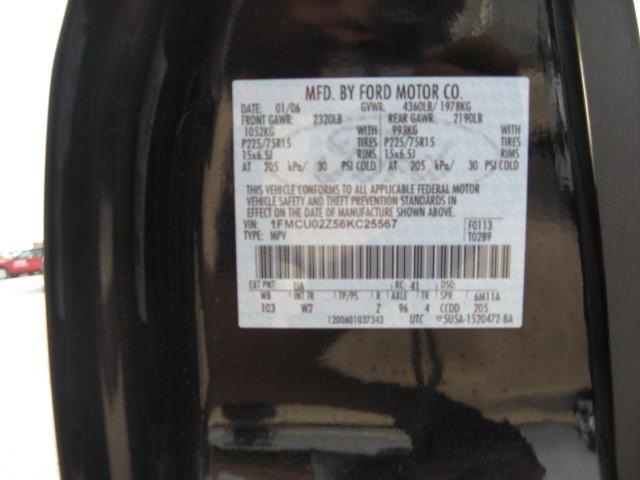 MFD. BY FORD MOTOR CO.
DATE: 01/06 GVWR: 4360LB/1978KG
FRONT GAWR: 2320LB REAR GAWR: 2190LB
1052KG WITH 993KG WITH
P225/75R15 TIRES P225/75R15 TIRES
15x6.5J RIMS 15x6.5J RIMS
AT 205 kPa/ 30 PSI COLD AT 205 kPa/ 30 PSI COLD
THIS VEHICLE CONFORMS TO ALL APPLICABLE FEDERAL MOTOR
VEHICLE SAFETY AND THEFT PREVENTION STANDARDS IN
EFFECT ON THE DATE OF MANUFACTURE SHOWN ABOVE.
VIN: 1FMCU02Z56KC25567 F0113
TYPE: MPV T0289
EXT PNT: UA RC: 41 DSO:
WB INT TR TP/PS R AXLE TR SPR 6M11A
103 W2 Z 96 4 CCDD 205
1200601037343 UTC 5U5A-1520472-BA